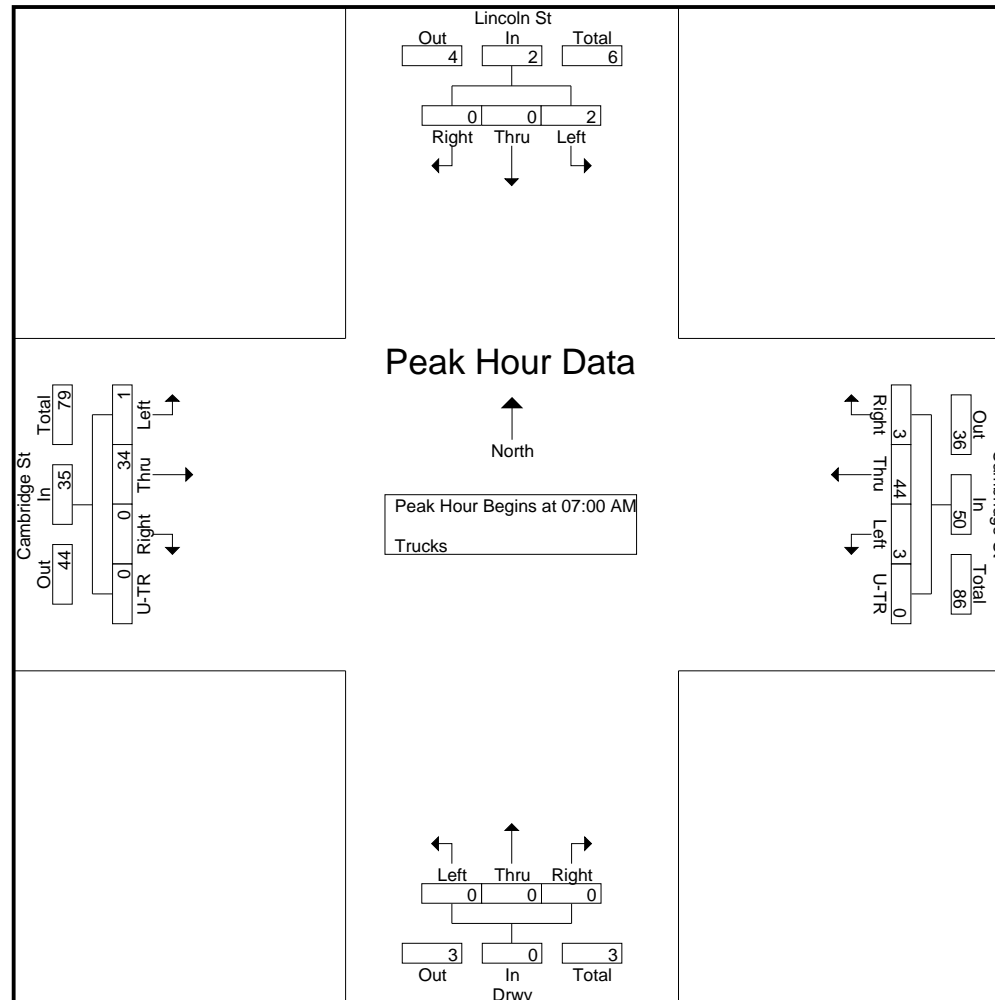 Lincoln St
Out In Total
4 2 6
0 0 2
Right Thru Left
Peak Hour Data
North
Peak Hour Begins at 07:00 AM
Trucks
Cambridge St
Total In Out
79 35 44
1 34 0 0
Left Thru Right U-TR
Out In Total
36 50 86
Right Thru Left U-TR
3 44 3 0
Left Thru Right
0 0 0
3 0 3
Out In Total
Drwy